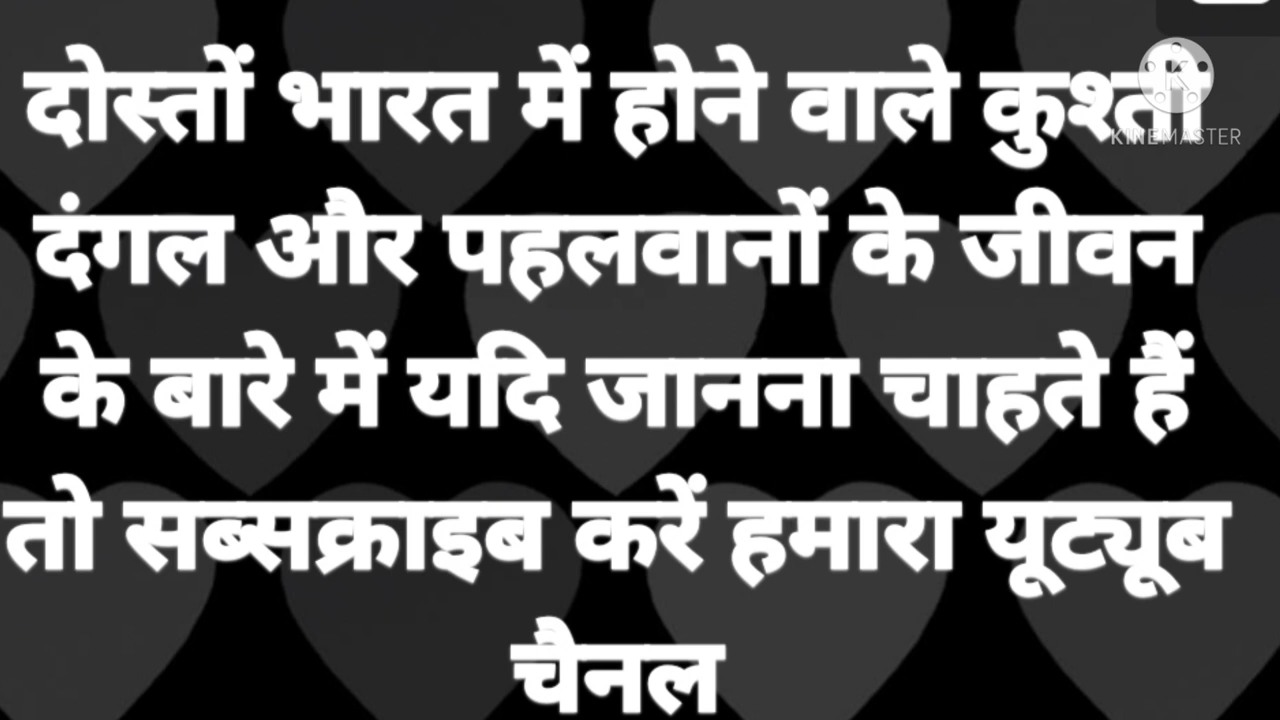 दोस्तों भारत में होने वाले कुश्ती
KINEMASTER
दंगल और पहलवानों के जीवन
के बारे में यदि जानना चाहते हैं
तो सब्सक्राइब करें हमारा यूट्यूब
चैनल